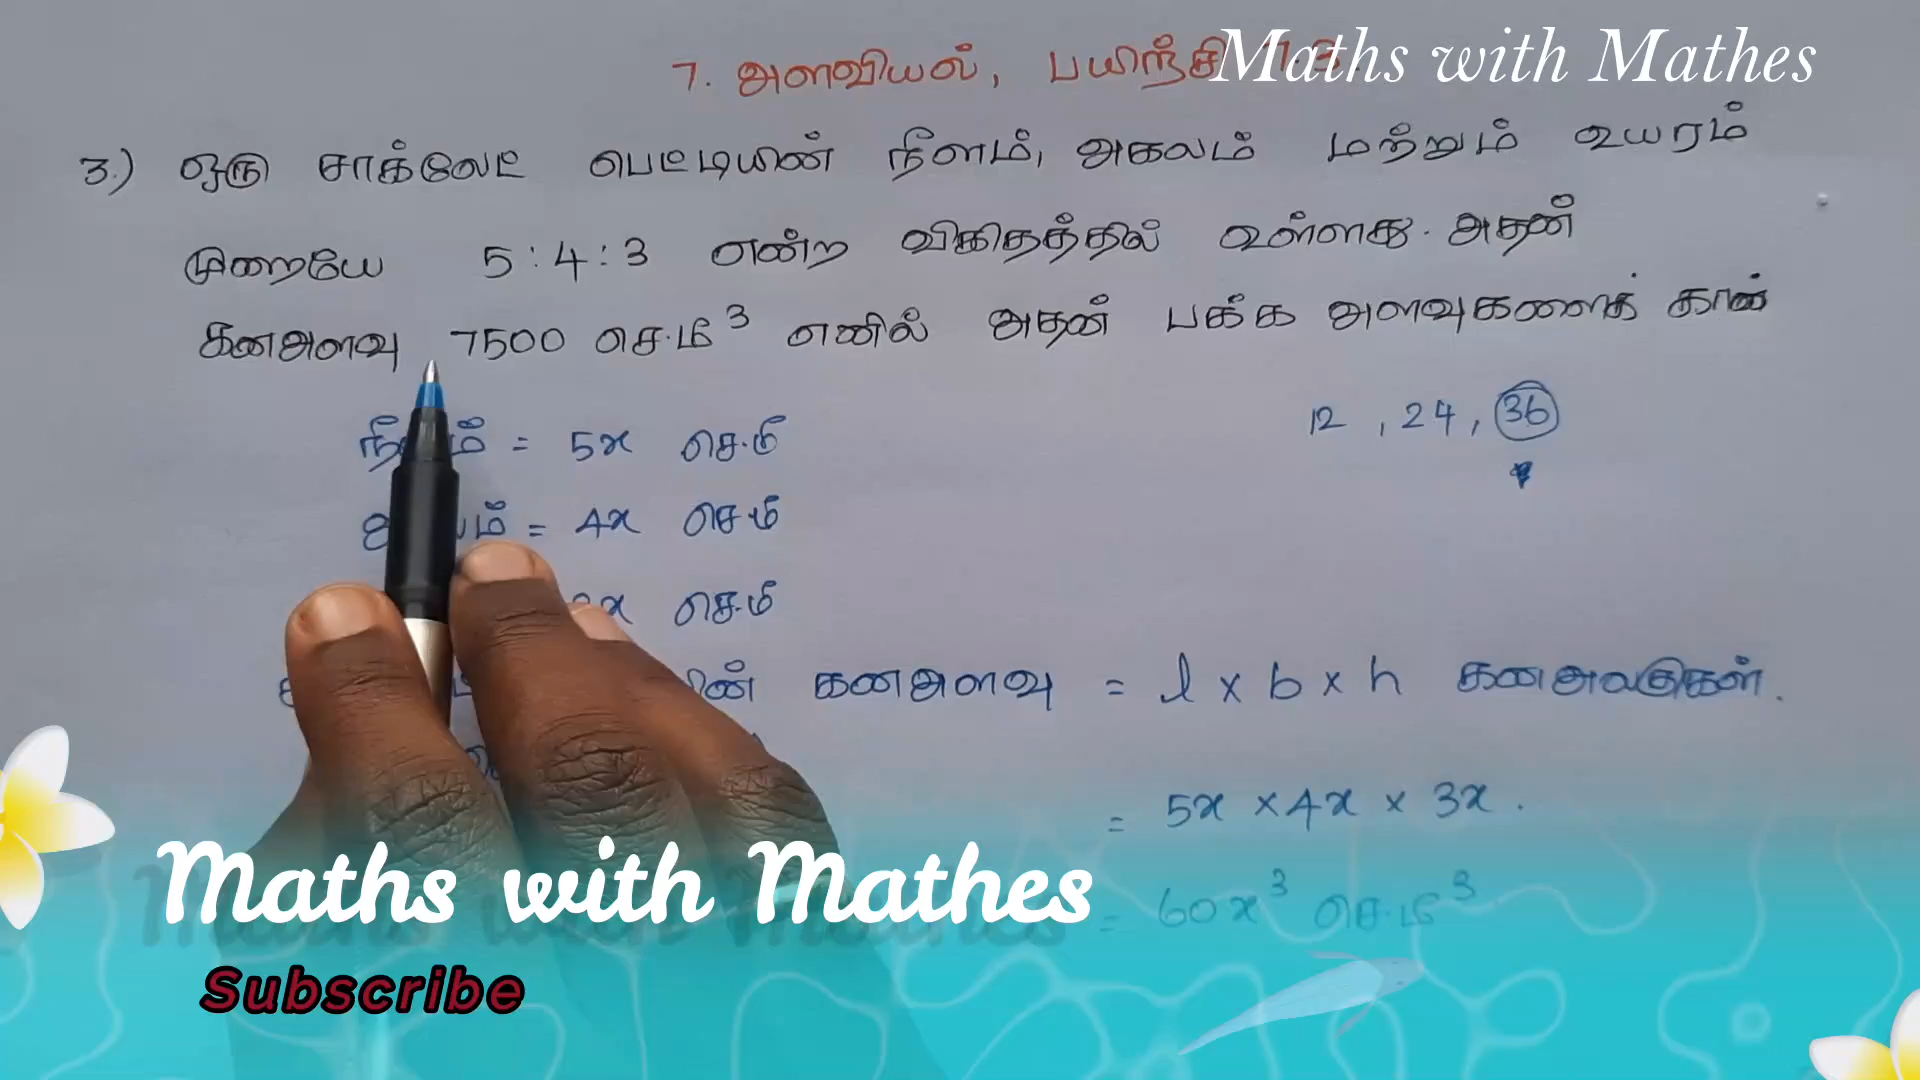 7. அளவியல், பயிற்சி 7.3.
Maths with Mathes
3.) ஒரு சாக்லேட் பெட்டியின் நீளம், அகலம் மற்றும் உயரம்
முறையே 5 : 4 : 3 என்ற விகிதத்தில் உள்ளது. அதன்
கனஅளவு 7500 செ.மீ³ எனில் அதன் பக்க அளவுகளைக் காண்
12 , 24 , 36
= 5x செ.மீ
= 4x செ.மீ
x செ.மீ
கனஅளவு = l x b x h கனஅலகுகள்.
= 5x x 4x x 3x .
= 60x³ செ.மீ³.
Maths with Mathes
Subscribe